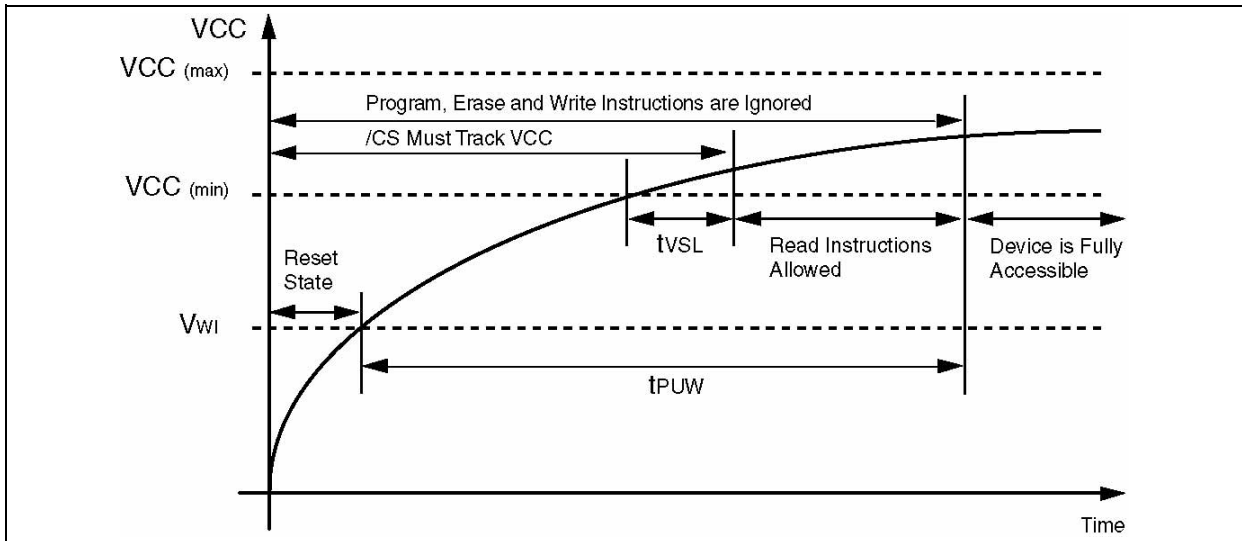 VCC
VCC (max)
Program, Erase and Write Instructions are Ignored
/CS Must Track VCC
VCC (min)
tVSL
Read Instructions
Allowed
Device is Fully
Accessible
Reset
State
VWI
tPUW
Time